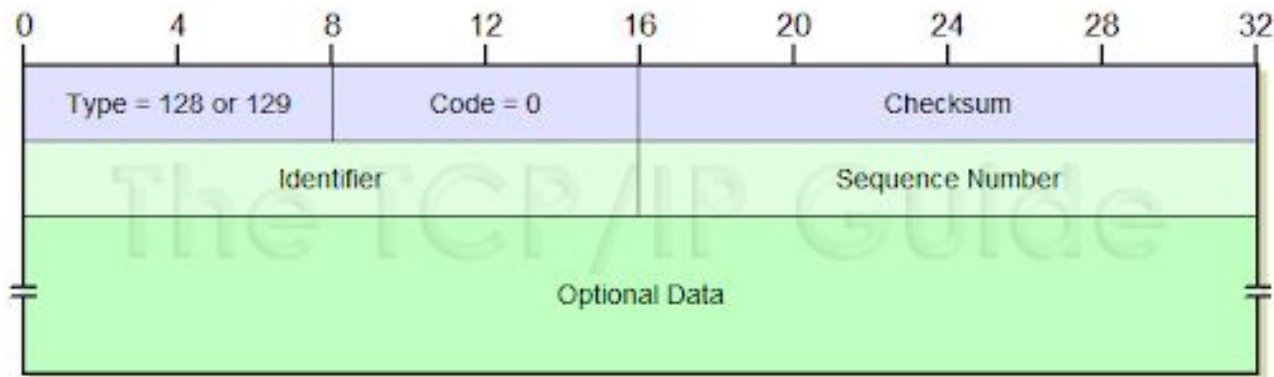 0 4 8 12 16 20 24 28 32
Type = 128 or 129 Code = 0 Checksum
Identifier Sequence Number
The TCP/IP Guide
Optional Data